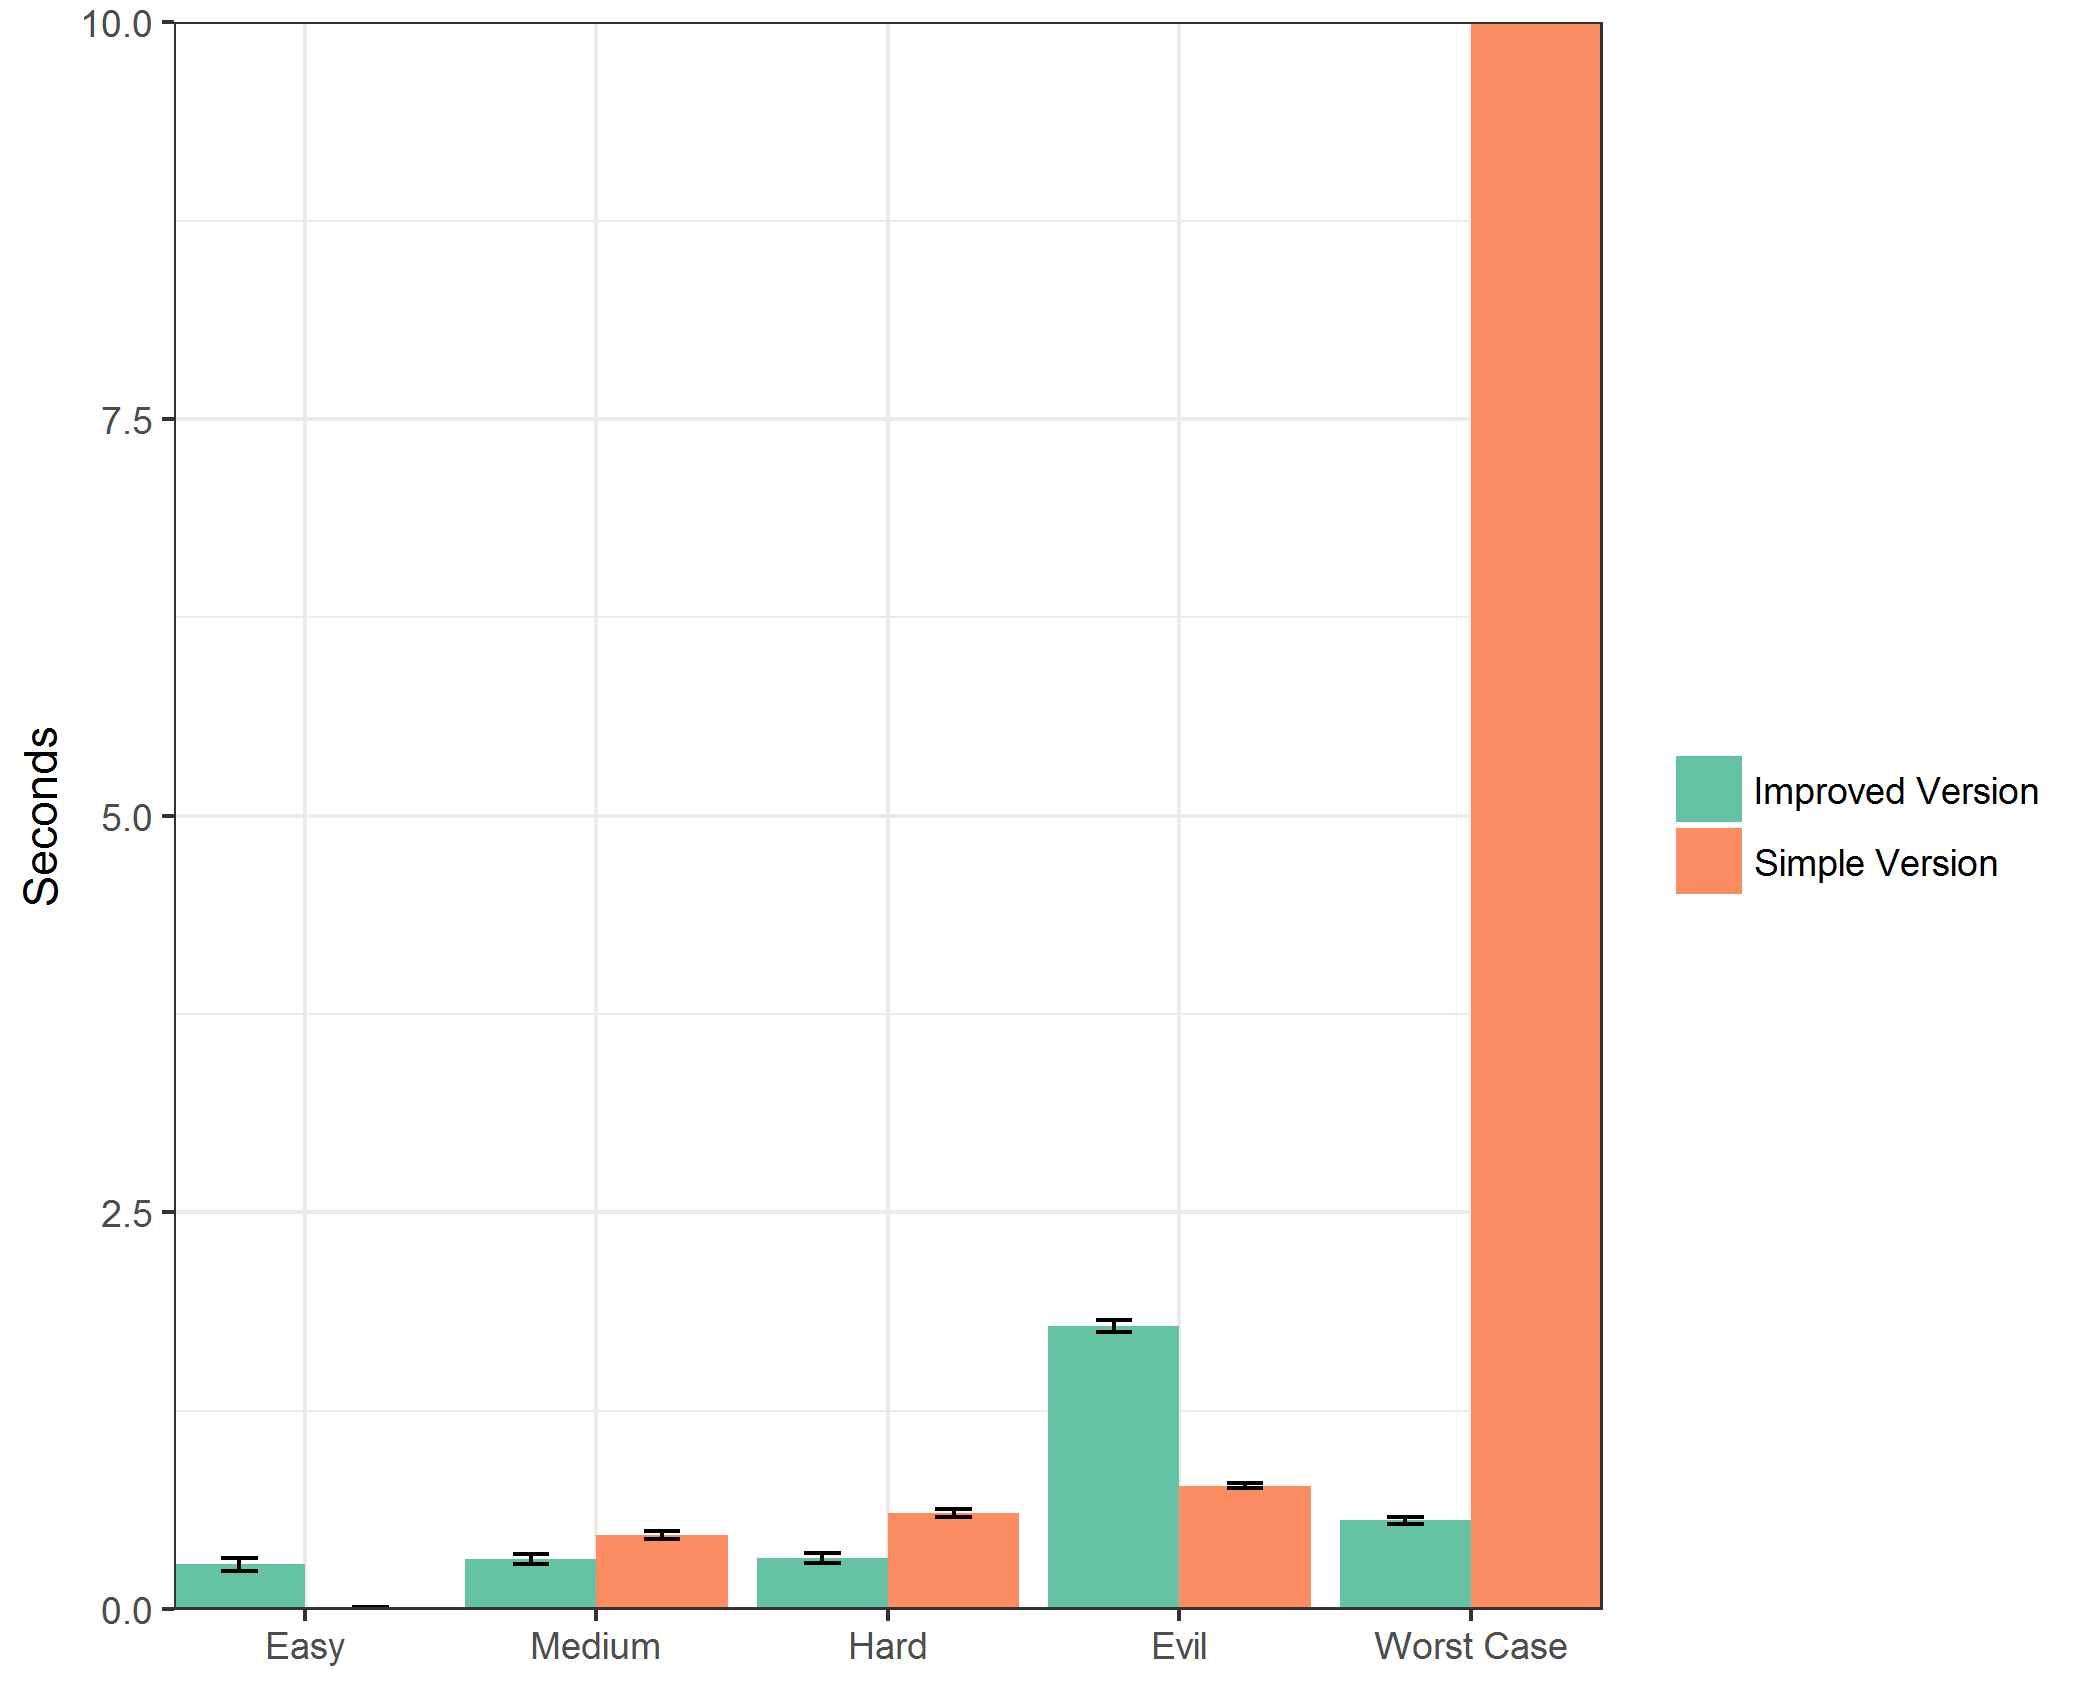 10.0
7.5
5.0
2.5
0.0
Seconds
Easy
Medium
Hard
Evil
Worst Case
Improved Version
Simple Version